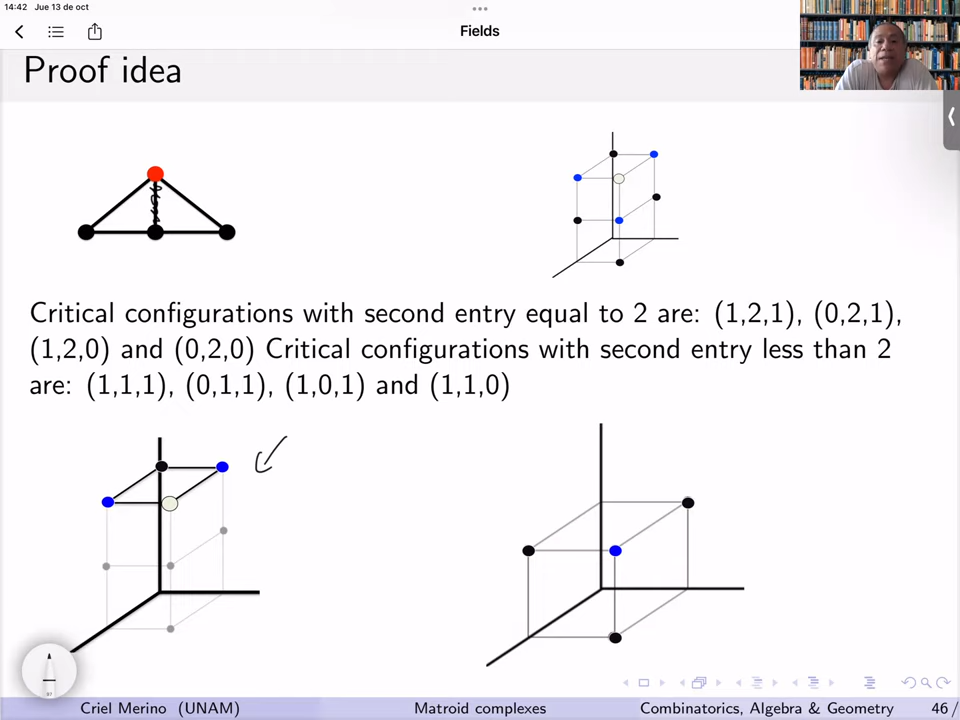 14:42 Jue 13 de oct
Fields
Proof idea
Critical configurations with second entry equal to 2 are: (1,2,1), (0,2,1),
(1,2,0) and (0,2,0) Critical configurations with second entry less than 2
are: (1,1,1), (0,1,1), (1,0,1) and (1,1,0)
97
Criel Merino (UNAM) Matroid complexes Combinatorics, Algebra & Geometry 46 /